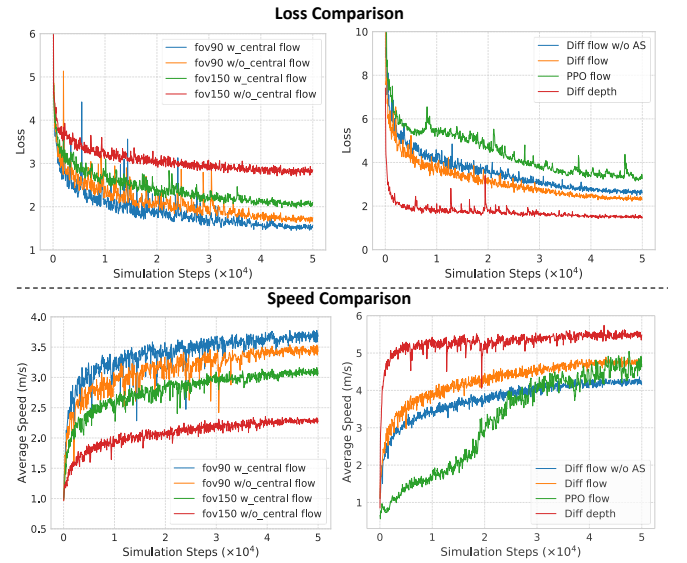 Loss Comparison
6
5
4
3
2
1
Loss
0
1
2
3
4
5
Simulation Steps (×10⁴)
fov90 w_central flow
fov90 w/o_central flow
fov150 w_central flow
fov150 w/o_central flow
10
8
6
4
2
0
Loss
0
1
2
3
4
5
Simulation Steps (×10⁴)
Diff flow w/o AS
Diff flow
PPO flow
Diff depth
Speed Comparison
4.0
3.5
3.0
2.5
2.0
1.5
1.0
0.5
Average Speed (m/s)
0
1
2
3
4
5
Simulation Steps (×10⁴)
fov90 w_central flow
fov90 w/o_central flow
fov150 w_central flow
fov150 w/o_central flow
6
5
4
3
2
1
Average Speed (m/s)
0
1
2
3
4
5
Simulation Steps (×10⁴)
Diff flow w/o AS
Diff flow
PPO flow
Diff depth